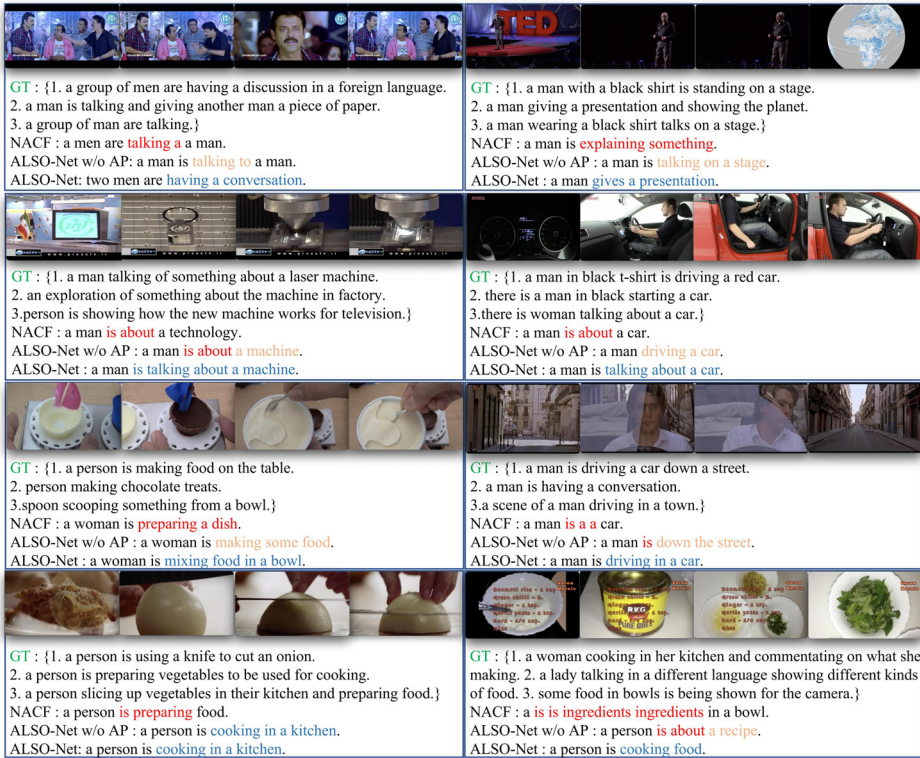 TED
GT : {1. a group of men are having a discussion in a foreign language.
2. a man is talking and giving another man a piece of paper.
3. a group of man are talking.}
NACF : a men are talking a a man.
ALSO-Net w/o AP: a man is talking to a man.
ALSO-Net: two men are having a conversation.
GT : {1. a man with a black shirt is standing on a stage.
2. a man giving a presentation and showing the planet.
3. a man wearing a black shirt talks on a stage.}
NACF : a man is explaining something.
ALSO-Net w/o AP : a man is talking on a stage.
ALSO-Net : a man gives a presentation.
GT : {1. a man talking of something about a laser machine.
2. an exploration of something about the machine in factory.
3.person is showing how the new machine works for television.}
NACF : a man is about a technology.
ALSO-Net w/o AP : a man is about a machine.
ALSO-Net : a man is talking about a machine.
GT : {1. a man in black t-shirt is driving a red car.
2. there is a man in black starting a car.
3.there is woman talking about a car.}
NACF : a man is about a car.
ALSO-Net w/o AP : a man driving a car.
ALSO-Net : a man is talking about a car.
GT : {1. a person is making food on the table.
2. person making chocolate treats.
3.spoon scooping something from a bowl.}
NACF : a woman is preparing a dish.
ALSO-Net w/o AP : a woman is making some food.
ALSO-Net : a woman is mixing food in a bowl.
GT : {1. a man is driving a car down a street.
2. a man is having a conversation.
3.a scene of a man driving in a town.}
NACF : a man is a a car.
ALSO-Net w/o AP : a man is down the street.
ALSO-Net : a man is driving in a car.
GT : {1. a person is using a knife to cut an onion.
2. a person is preparing vegetables to be used for cooking.
3. a person slicing up vegetables in their kitchen and preparing food.}
NACF : a person is preparing food.
ALSO-Net w/o AP : a person is cooking in a kitchen.
ALSO-Net: a person is cooking in a kitchen.
RKG
PURE GHEE
GT : {1. a woman cooking in her kitchen and commentating on what she
making. 2. a lady talking in a different language showing different kinds
of food. 3. some food in bowls is being shown for the camera.}
NACF : a is is ingredients ingredients in a bowl.
ALSO-Net w/o AP : a person is about a recipe.
ALSO-Net : a person is cooking food.